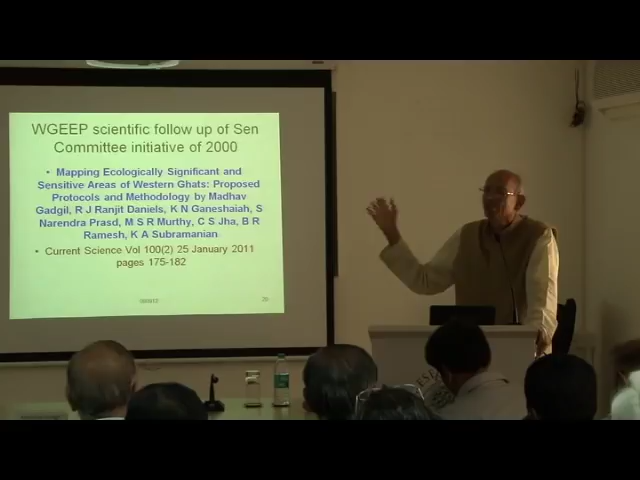 WGEEP scientific follow up of Sen
Committee initiative of 2000
• Mapping Ecologically Significant and
Sensitive Areas of Western Ghats: Proposed
Protocols and Methodology by Madhav
Gadgil, R J Ranjit Daniels, K N Ganeshaiah, S
Narendra Prasd, M S R Murthy, C S Jha, B R
Ramesh, K A Subramanian
• Current Science Vol 100(2) 25 January 2011
pages 175-182